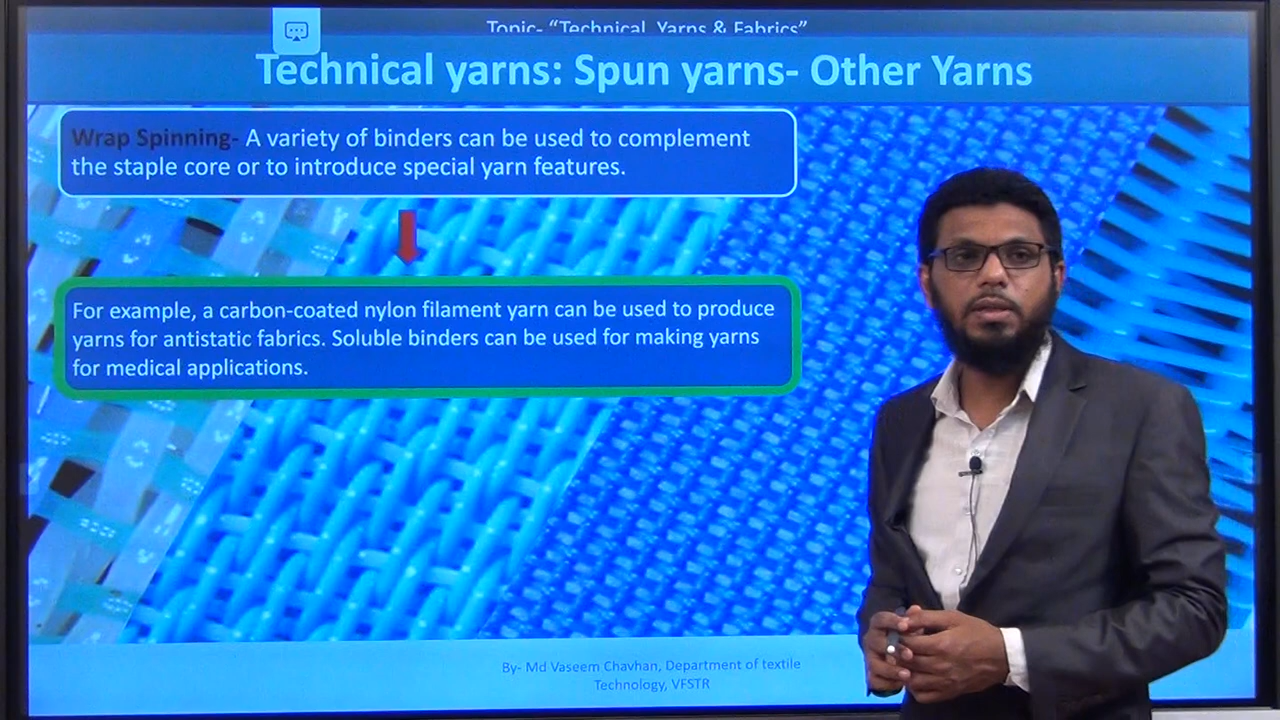 Topic- “Technical Yarns & Fabrics”
Technical yarns: Spun yarns- Other Yarns
Wrap Spinning- A variety of binders can be used to complement
the staple core or to introduce special yarn features.
For example, a carbon-coated nylon filament yarn can be used to produce
yarns for antistatic fabrics. Soluble binders can be used for making yarns
for medical applications.
By- Md Vaseem Chavhan, Department of textile
Technology, VFSTR